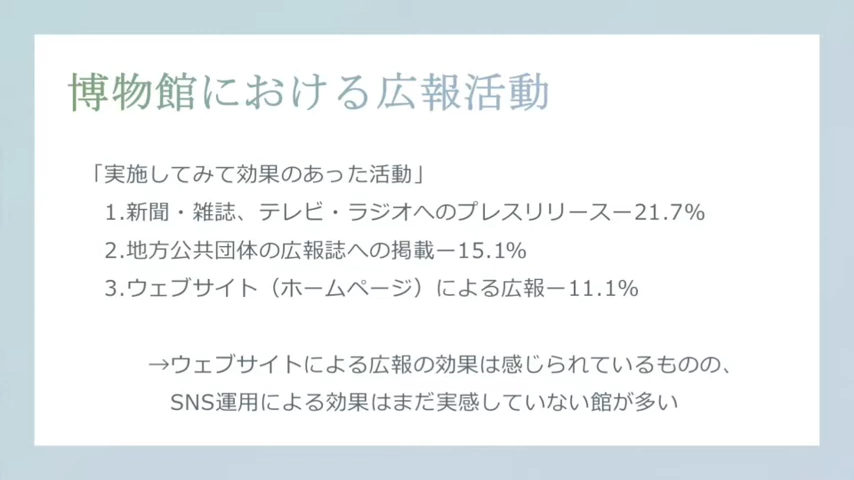 博物館における広報活動
「実施してみて効果のあった活動」
1.新聞・雑誌、テレビ・ラジオへのプレスリリースー21.7%
2.地方公共団体の広報誌への掲載ー15.1%
3.ウェブサイト（ホームページ）による広報ー11.1%
→ウェブサイトによる広報の効果は感じられているものの、
SNS運用による効果はまだ実感していない館が多い